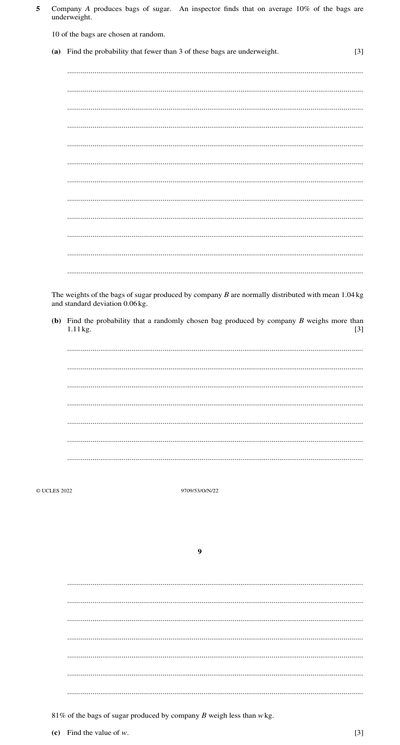 5 Company A produces bags of sugar. An inspector finds that on average 10% of the bags are
underweight.
10 of the bags are chosen at random.
(a) Find the probability that fewer than 3 of these bags are underweight. [3]
The weights of the bags of sugar produced by company B are normally distributed with mean 1.04 kg
and standard deviation 0.06 kg.
(b) Find the probability that a randomly chosen bag produced by company B weighs more than
1.11 kg. [3]
© UCLES 2022 9709/53/O/N/22
9
81% of the bags of sugar produced by company B weigh less than w kg.
(c) Find the value of w. [3]